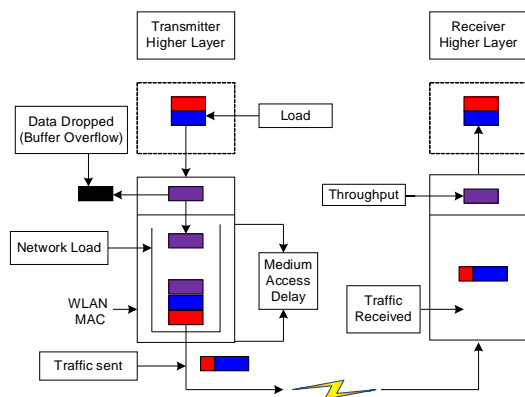 Transmitter
Higher Layer
Receiver
Higher Layer
Data Dropped
(Buffer Overflow)
Load
Throughput
Network Load
Medium
Access
Delay
WLAN
MAC
Traffic
Received
Traffic sent